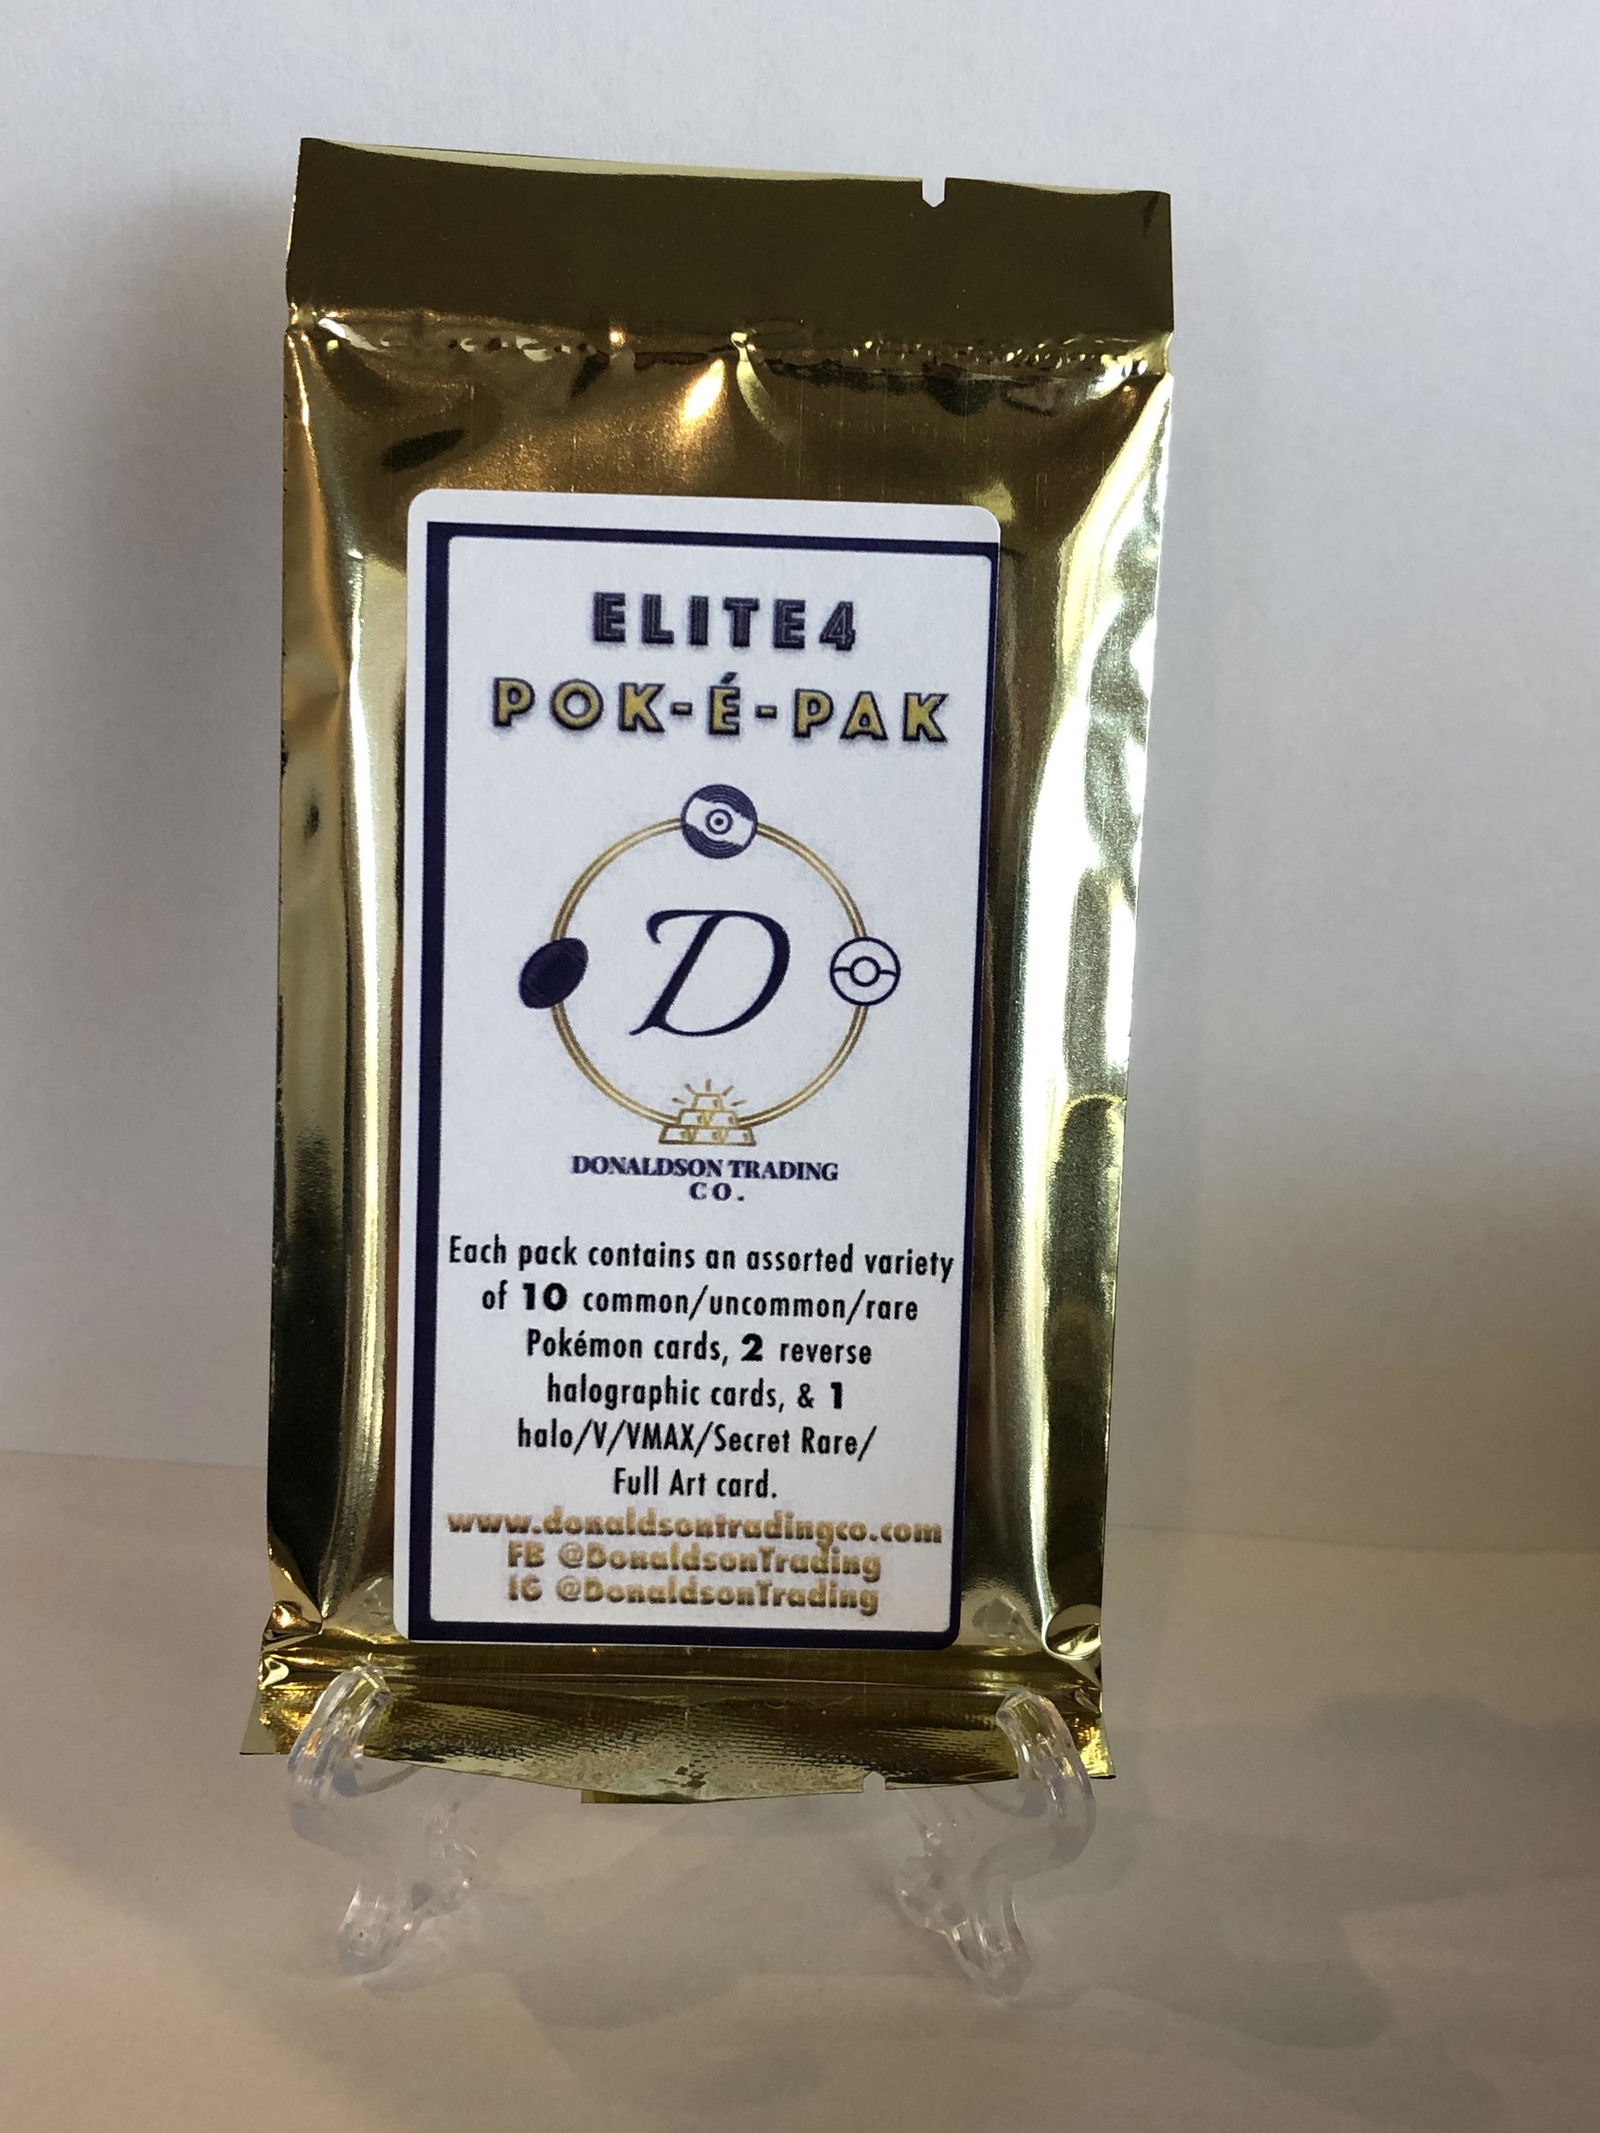 ELITE4
POK-É-PAK
D
DONALDSON TRADING
CO.
Each pack contains an assorted variety
of 10 common/uncommon/rare
Pokémon cards, 2 reverse
halographic cards, & 1
halo/V/VMAX/Secret Rare/
Full Art card.
www.donaldsontradingco.com
FB @DonaldsonTrading
IG @DonaldsonTrading